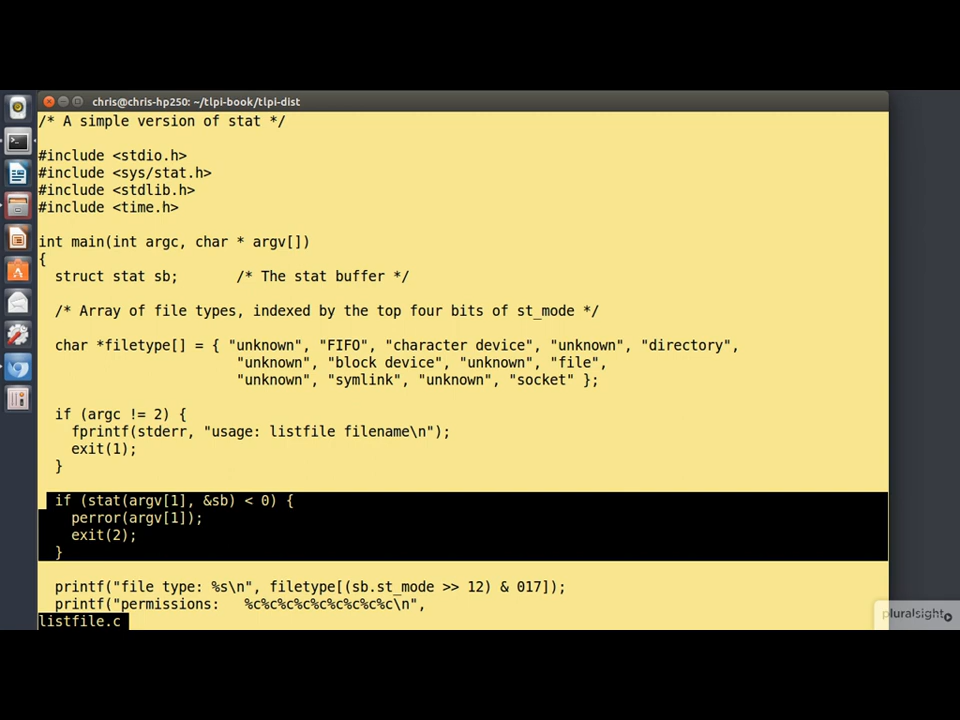 chris@chris-hp250: ~/tlpi-book/tlpi-dist
/* A simple version of stat */
#include <stdio.h>
#include <sys/stat.h>
#include <stdlib.h>
#include <time.h>
int main(int argc, char * argv[])
{
  struct stat sb;       /* The stat buffer */
  /* Array of file types, indexed by the top four bits of st_mode */
  char *filetype[] = { "unknown", "FIFO", "character device", "unknown", "directory",
                        "unknown", "block device", "unknown", "file",
                        "unknown", "symlink", "unknown", "socket" };
  if (argc != 2) {
    fprintf(stderr, "usage: listfile filename\n");
    exit(1);
  }
  if (stat(argv[1], &sb) < 0) {
    perror(argv[1]);
    exit(2);
  }
  printf("file type: %s\n", filetype[(sb.st_mode >> 12) & 017]);
  printf("permissions:   %c%c%c%c%c%c%c%c%c\n",
listfile.c
pluralsight